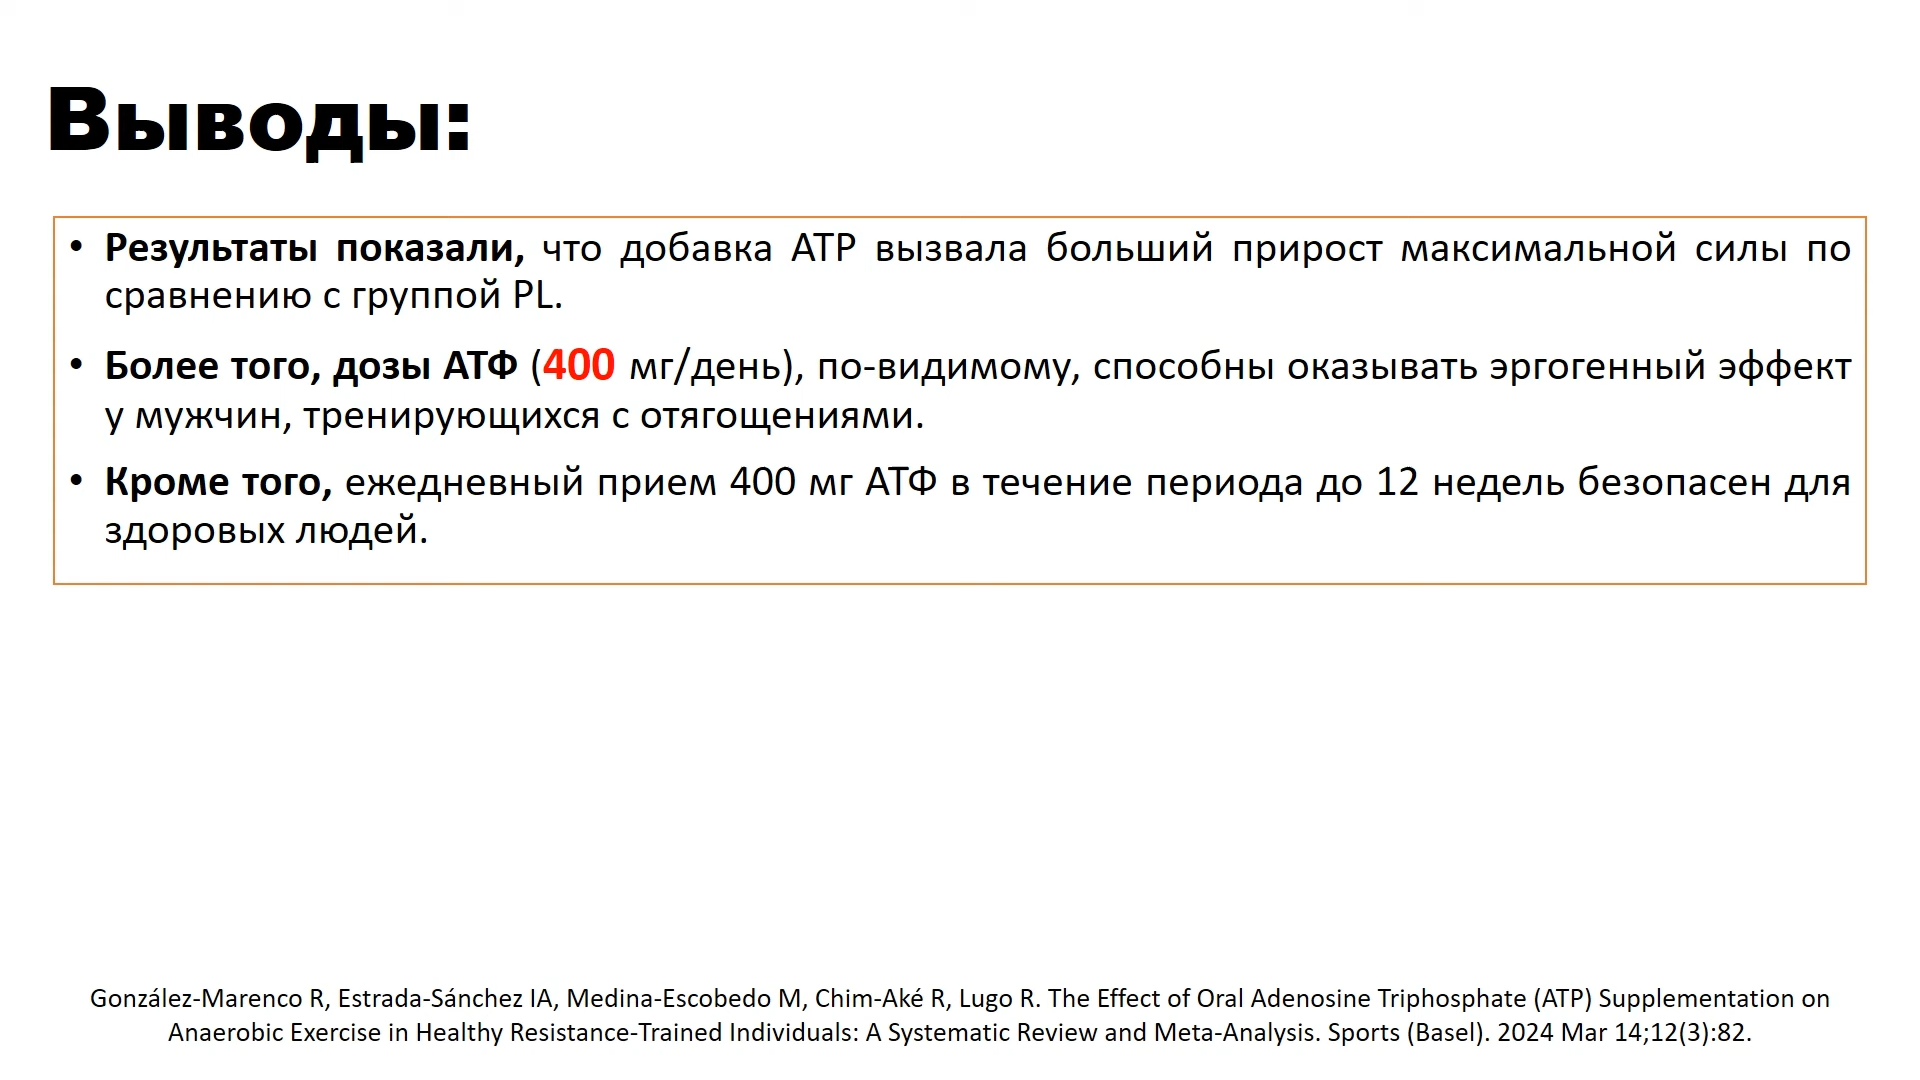 Выводы:
• Результаты показали, что добавка АТР вызвала больший прирост максимальной силы по
сравнению с группой PL.
• Более того, дозы АТФ (400 мг/день), по-видимому, способны оказывать эргогенный эффект
у мужчин, тренирующихся с отягощениями.
• Кроме того, ежедневный прием 400 мг АТФ в течение периода до 12 недель безопасен для
здоровых людей.
González-Marenco R, Estrada-Sánchez IA, Medina-Escobedo M, Chim-Aké R, Lugo R. The Effect of Oral Adenosine Triphosphate (ATP) Supplementation on
Anaerobic Exercise in Healthy Resistance-Trained Individuals: A Systematic Review and Meta-Analysis. Sports (Basel). 2024 Mar 14;12(3):82.